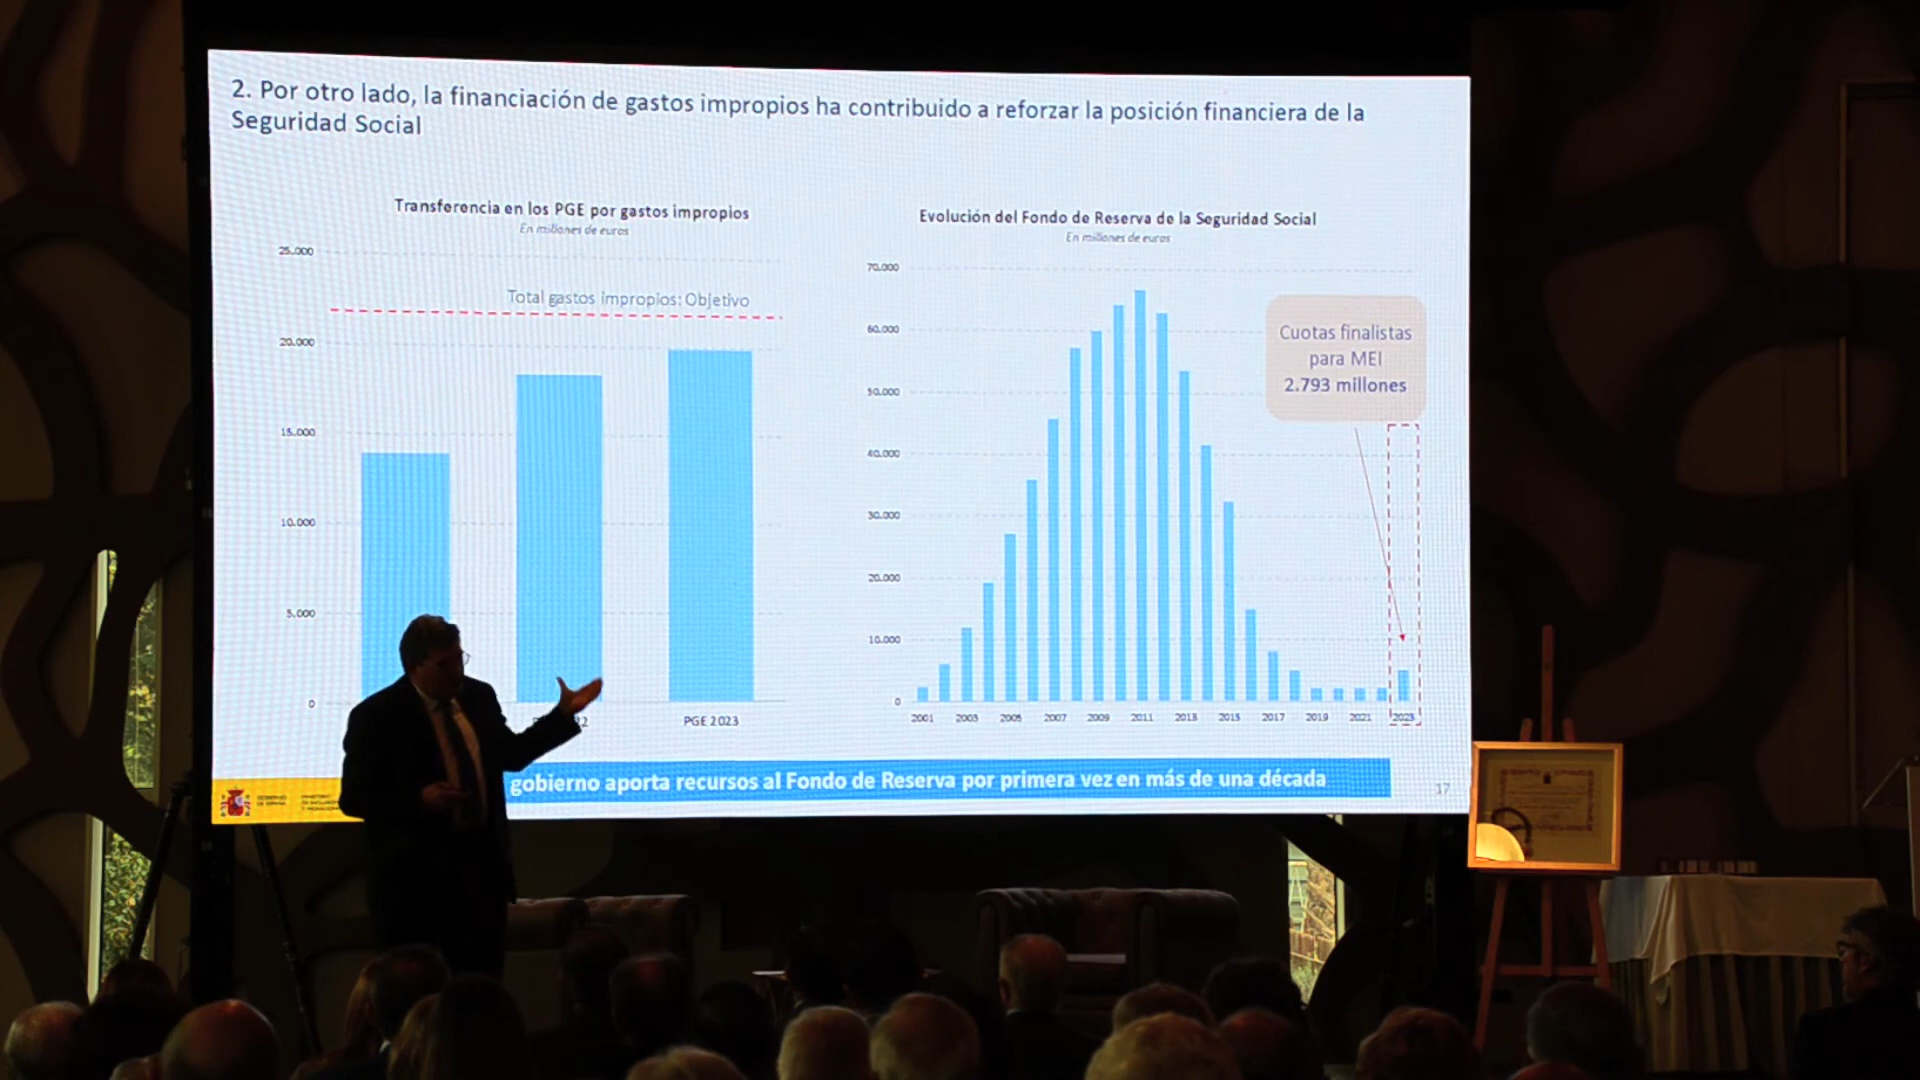 2. Por otro lado, la financiación de gastos impropios ha contribuido a reforzar la posición financiera de la
Seguridad Social
Transferencia en los PGE por gastos impropios
En millones de euros
25.000
Total gastos impropios: Objetivo
20.000
15.000
10.000
5.000
0
PGE 2023
Evolución del Fondo de Reserva de la Seguridad Social
En millones de euros
70.000
60.000
50.000
40.000
30.000
20.000
10.000
0
Cuotas finalistas
para MEI
2.793 millones
2001 2003 2005 2007 2009 2011 2013 2015 2017 2019 2021 2023
gobierno aporta recursos al Fondo de Reserva por primera vez en más de una década
GOBIERNO
DE ESPAÑA
MINISTERIO
17